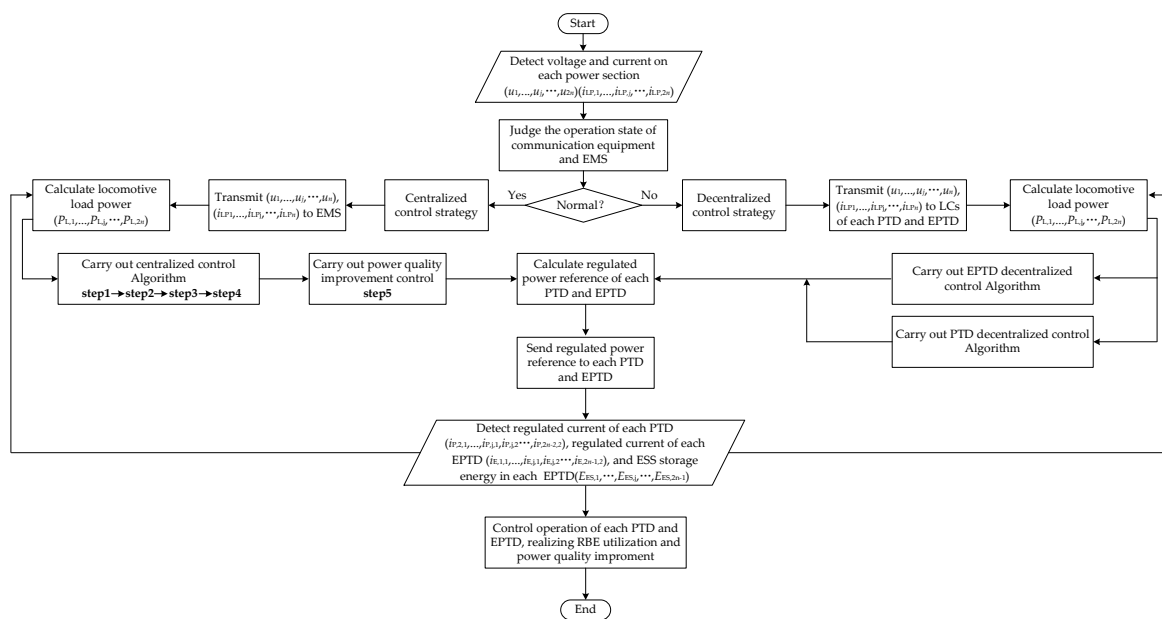 Start
Detect voltage and current on
each power section
(u1,...,uj,⋯,u2n)(iLP,1,...,iLP,j,⋯,iLP,2n)
Judge the operation state of
communication equipment
and EMS
Normal?
Yes
No
Centralized
control strategy
Transmit (u1,...,uj,⋯,un),
(iLP1,...,iLPj,⋯,iLPn) to EMS
Calculate locomotive
load power
(PL,1,...,PL,j,⋯,PL,2n)
Decentralized
control strategy
Transmit (u1,...,uj,⋯,un),
(iLP1,...,iLPj,⋯,iLPn) to LCs
of each PTD and EPTD
Calculate locomotive
load power
(PL,1,...,PL,j,⋯,PL,2n)
Carry out centralized control
Algorithm
step1→step2→step3→step4
Carry out power quality
improvement control
step5
Calculate regulated
power reference of each
PTD and EPTD
Carry out EPTD decentralized
control Algorithm
Carry out PTD decentralized control
Algorithm
Send regulated power
reference to each PTD
and EPTD
Detect regulated current of each PTD
(iP,2,1,...,iP,j,1,iP,j,2⋯,iP,2n-2,2), regulated current of each
EPTD (iE,1,1,...,iE,j,1,iE,j,2⋯,iE,2n-1,2), and ESS storage
energy in each EPTD(EES,1,⋯,EES,j,⋯,EES,2n-1)
Control operation of each PTD and
EPTD, realizing RBE utilization and
power quality improment
End